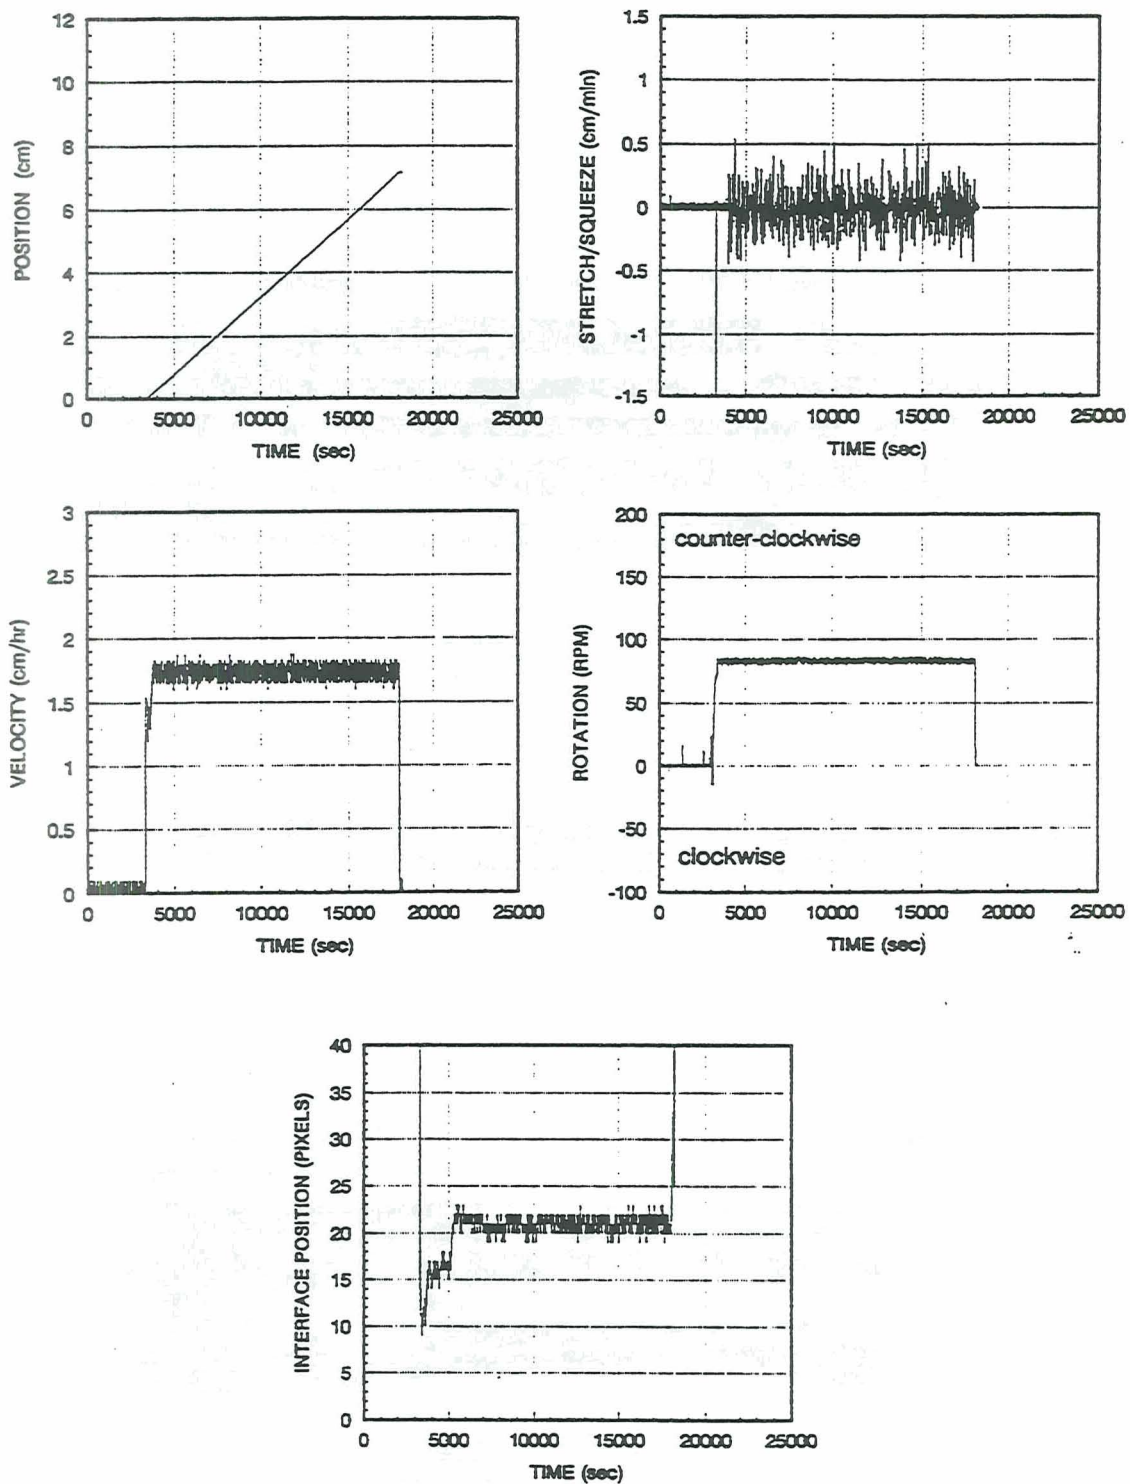 12
10
8
6
4
2
0
POSITION (cm)
0 5000 10000 15000 20000 25000
TIME (sec)
1.5
1
0.5
0
-0.5
-1
-1.5
STRETCH/SQUEEZE (cm/min)
0 5000 10000 15000 20000 25000
TIME (sec)
3
2.5
2
1.5
1
0.5
0
VELOCITY (cm/hr)
0 5000 10000 15000 20000 25000
TIME (sec)
200
150
100
50
0
-50
-100
ROTATION (RPM)
counter-clockwise
clockwise
0 5000 10000 15000 20000 25000
TIME (sec)
40
35
30
25
20
15
10
5
0
INTERFACE POSITION (PIXELS)
0 5000 10000 15000 20000 25000
TIME (sec)